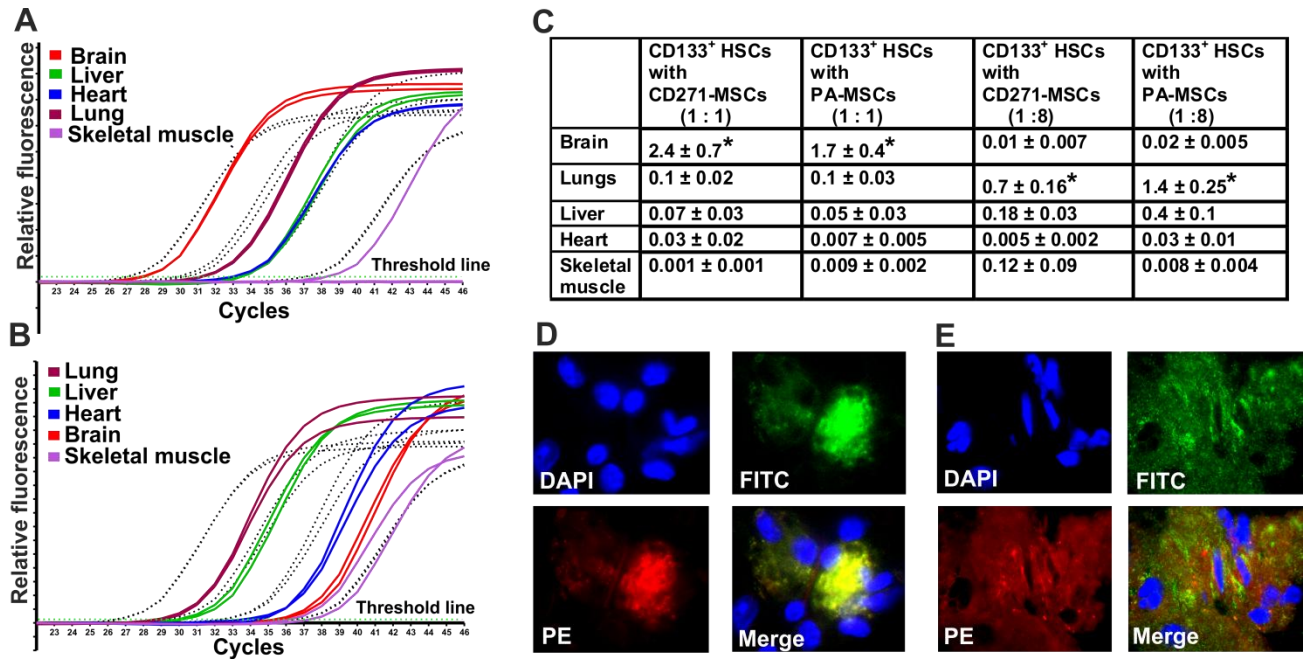 A
Relative fluorescence
Brain
Liver
Heart
Lung
Skeletal muscle
Threshold line
23 24 25 26 27 28 29 30 31 32 33 34 35 36 37 38 39 40 41 42 43 44 45 46
Cycles
B
Relative fluorescence
Lung
Liver
Heart
Brain
Skeletal muscle
Threshold line
23 24 25 26 27 28 29 30 31 32 33 34 35 36 37 38 39 40 41 42 43 44 45 46
Cycles
C
CD133+ HSCs with CD271-MSCs (1 : 1)
CD133+ HSCs with PA-MSCs (1 : 1)
CD133+ HSCs with CD271-MSCs (1 :8)
CD133+ HSCs with PA-MSCs (1 :8)
Brain 2.4 ± 0.7* 1.7 ± 0.4* 0.01 ± 0.007 0.02 ± 0.005
Lungs 0.1 ± 0.02 0.1 ± 0.03 0.7 ± 0.16* 1.4 ± 0.25*
Liver 0.07 ± 0.03 0.05 ± 0.03 0.18 ± 0.03 0.4 ± 0.1
Heart 0.03 ± 0.02 0.007 ± 0.005 0.005 ± 0.002 0.03 ± 0.01
Skeletal muscle 0.001 ± 0.001 0.009 ± 0.002 0.12 ± 0.09 0.008 ± 0.004
D
DAPI
FITC
PE
Merge
E
DAPI
FITC
PE
Merge